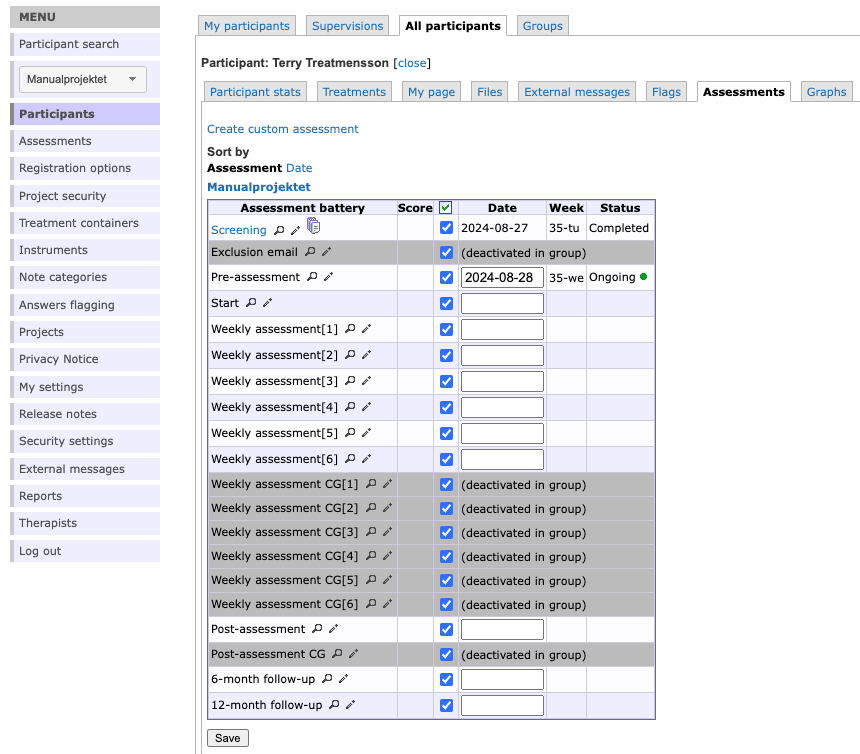 MENU
Participant search
Manualprojektet
Participants
Assessments
Registration options
Project security
Treatment containers
Instruments
Note categories
Answers flagging
Projects
Privacy Notice
My settings
Release notes
Security settings
External messages
Reports
Therapists
Log out
My participants Supervisions All participants Groups
Participant: Terry Treatmensson [close]
Participant stats Treatments My page Files External messages Flags Assessments Graphs
Create custom assessment
Sort by
Assessment Date
Manualprojektet
Assessment battery Score Date Week Status
Screening 2024-08-27 35-tu Completed
Exclusion email (deactivated in group)
Pre-assessment 2024-08-28 35-we Ongoing
Start
Weekly assessment[1]
Weekly assessment[2]
Weekly assessment[3]
Weekly assessment[4]
Weekly assessment[5]
Weekly assessment[6]
Weekly assessment CG[1] (deactivated in group)
Weekly assessment CG[2] (deactivated in group)
Weekly assessment CG[3] (deactivated in group)
Weekly assessment CG[4] (deactivated in group)
Weekly assessment CG[5] (deactivated in group)
Weekly assessment CG[6] (deactivated in group)
Post-assessment
Post-assessment CG (deactivated in group)
6-month follow-up
12-month follow-up
Save